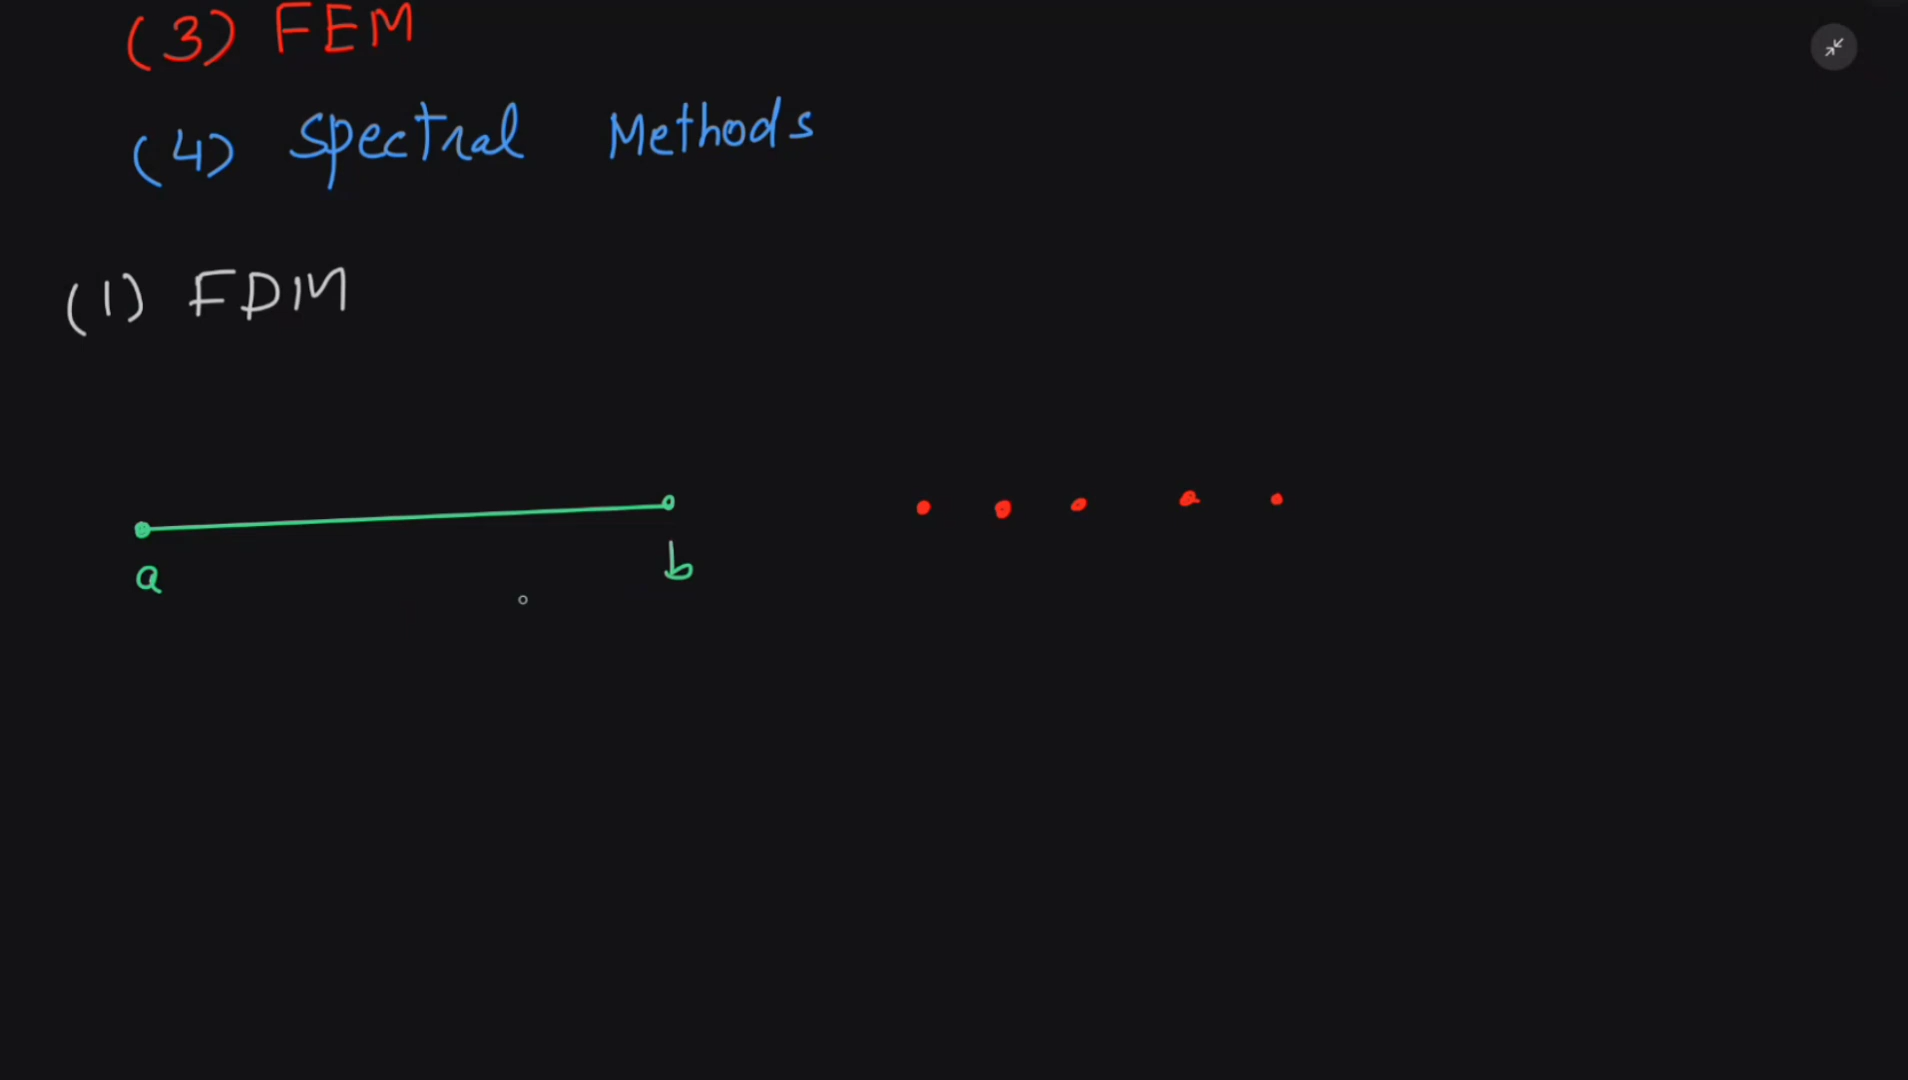 (3) FEM
(4) Spectral Methods
(1) FDM
a b